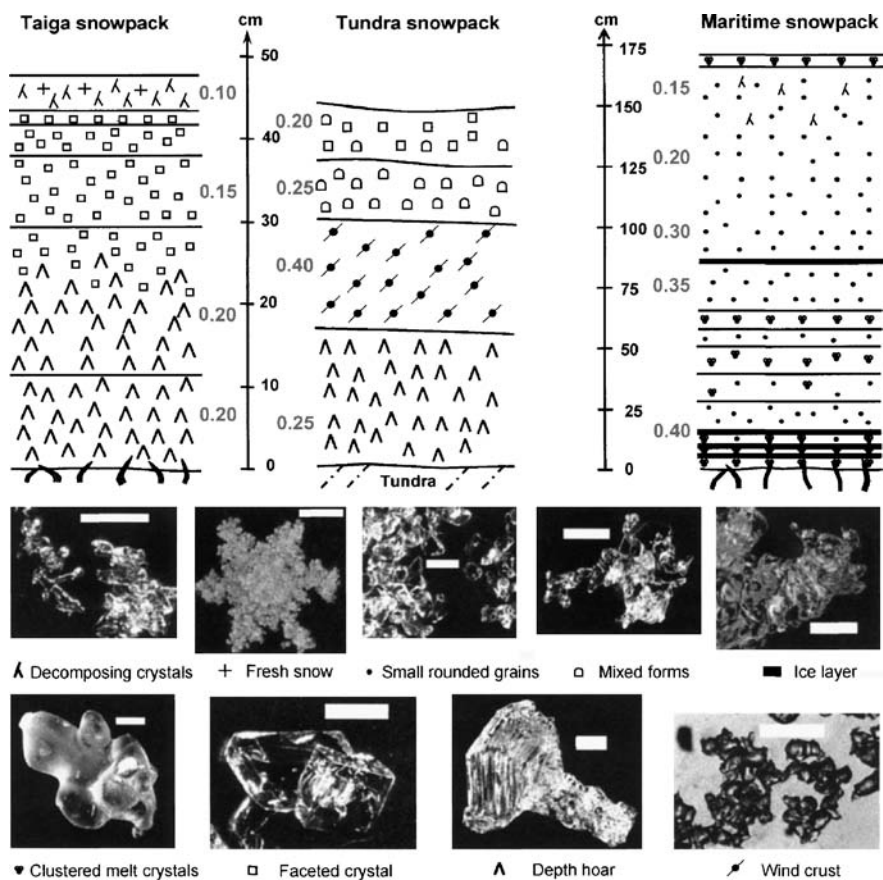 Taiga snowpack
cm
Tundra snowpack
cm
Maritime snowpack
50
40
30
20
10
0
175
150
125
100
75
50
25
0
0.10
0.15
0.20
0.20
0.20
0.25
0.40
0.25
0.15
0.20
0.30
0.35
0.40
Tundra
Decomposing crystals
Fresh snow
Small rounded grains
Mixed forms
Ice layer
Clustered melt crystals
Faceted crystal
Depth hoar
Wind crust